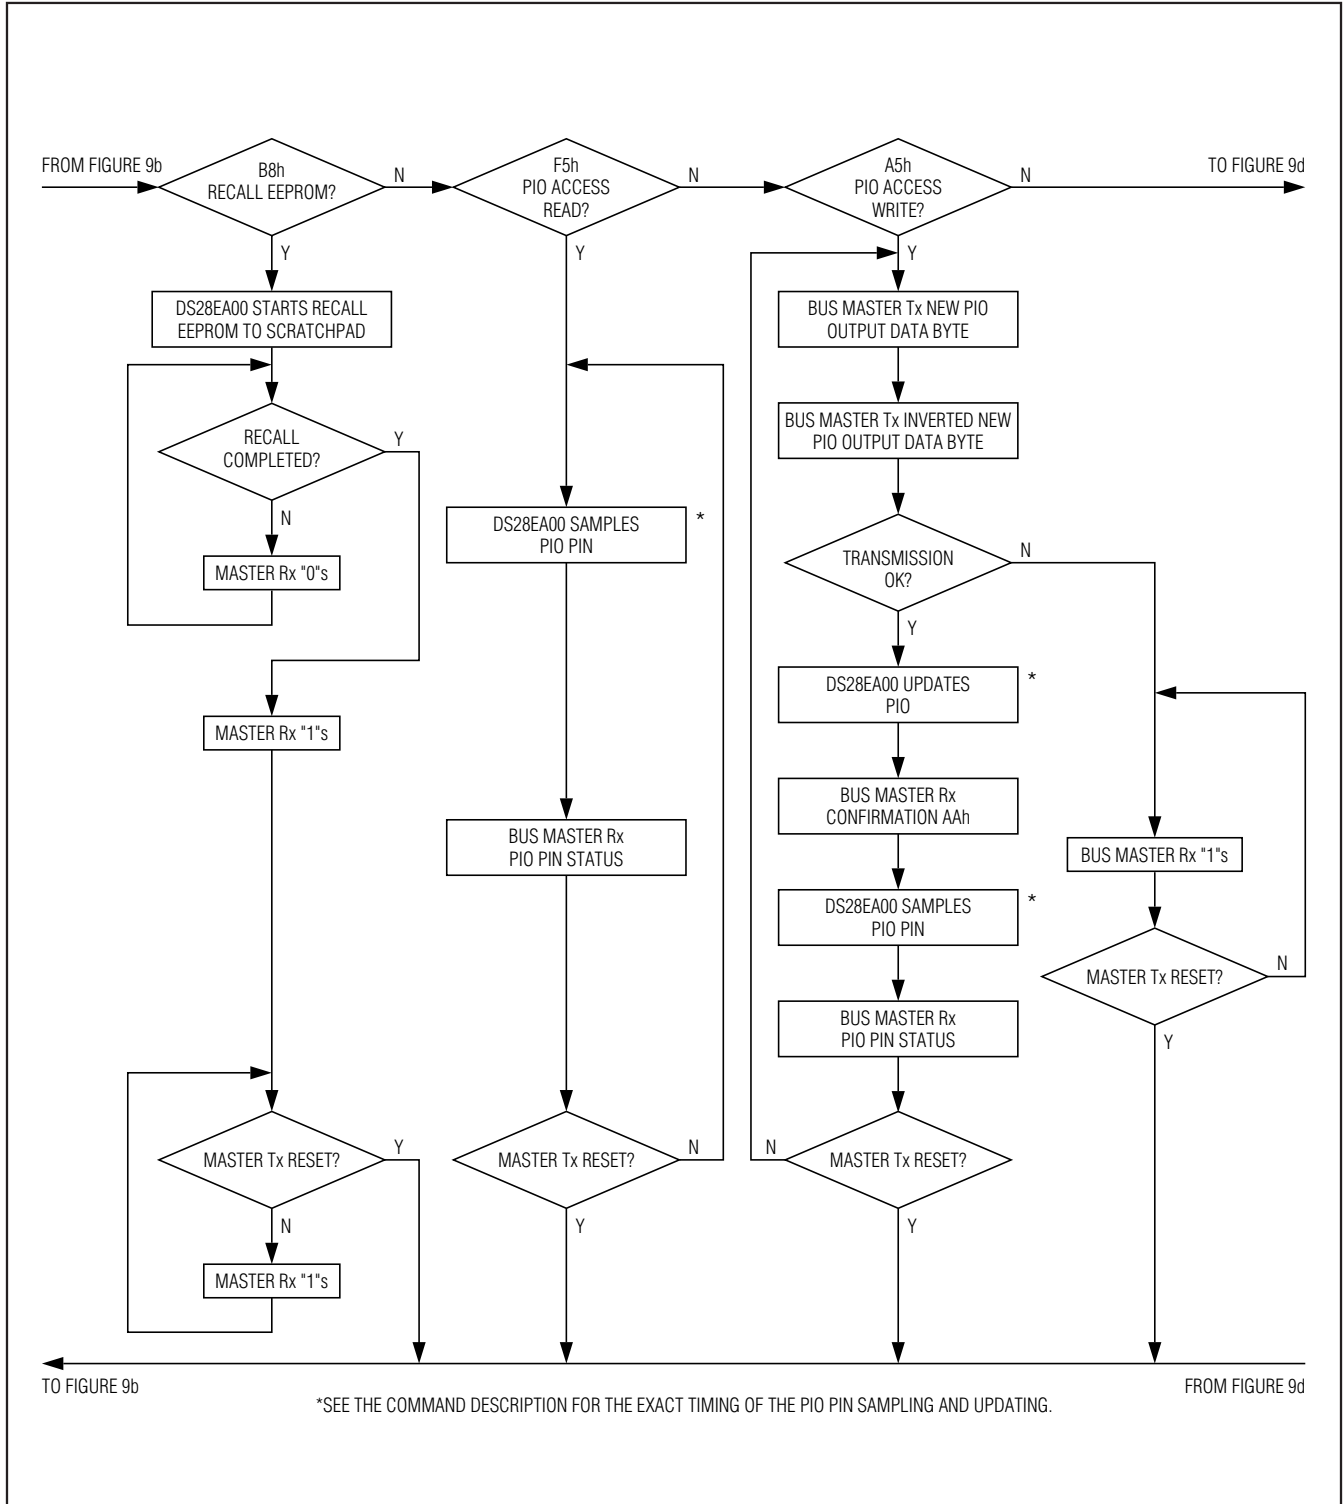 FROM FIGURE 9b
B8h
RECALL EEPROM?
N
F5h
PIO ACCESS
READ?
N
A5h
PIO ACCESS
WRITE?
N
TO FIGURE 9d
Y
DS28EA00 STARTS RECALL
EEPROM TO SCRATCHPAD
RECALL
COMPLETED?
Y
N
MASTER Rx "0"s
MASTER Rx "1"s
MASTER Tx RESET?
Y
N
MASTER Rx "1"s
Y
DS28EA00 SAMPLES
PIO PIN
*
BUS MASTER Rx
PIO PIN STATUS
MASTER Tx RESET?
N
Y
Y
BUS MASTER Tx NEW PIO
OUTPUT DATA BYTE
BUS MASTER Tx INVERTED NEW
PIO OUTPUT DATA BYTE
TRANSMISSION
OK?
N
Y
DS28EA00 UPDATES
PIO
*
BUS MASTER Rx
CONFIRMATION AAh
DS28EA00 SAMPLES
PIO PIN
*
BUS MASTER Rx
PIO PIN STATUS
N
MASTER Tx RESET?
Y
BUS MASTER Rx "1"s
MASTER Tx RESET?
N
Y
TO FIGURE 9b
FROM FIGURE 9d
*SEE THE COMMAND DESCRIPTION FOR THE EXACT TIMING OF THE PIO PIN SAMPLING AND UPDATING.